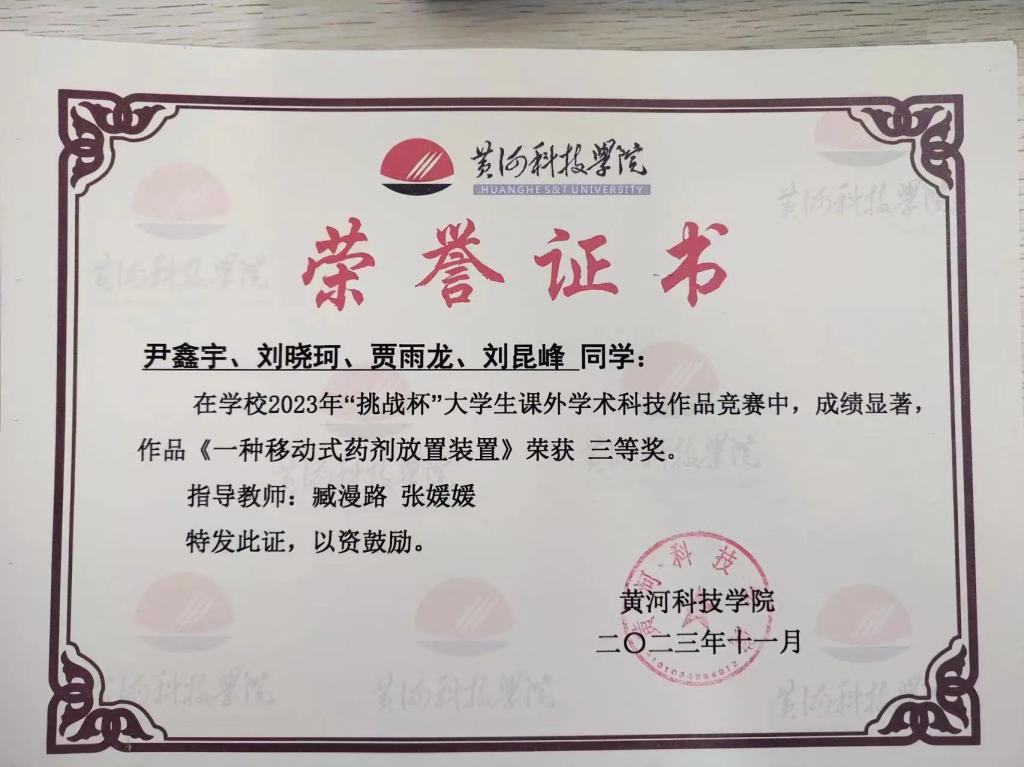 黄河科技学院
HUANGHE S&T UNIVERSITY
荣誉证书
尹鑫宇、刘晓珂、贾雨龙、刘昆峰 同学：
在学校2023年“挑战杯”大学生课外学术科技作品竞赛中，成绩显著，
作品《一种移动式药剂放置装置》荣获 三等奖。
指导教师：臧漫路 张媛媛
特发此证，以资鼓励。
黄河科技学院
二〇二三年十一月